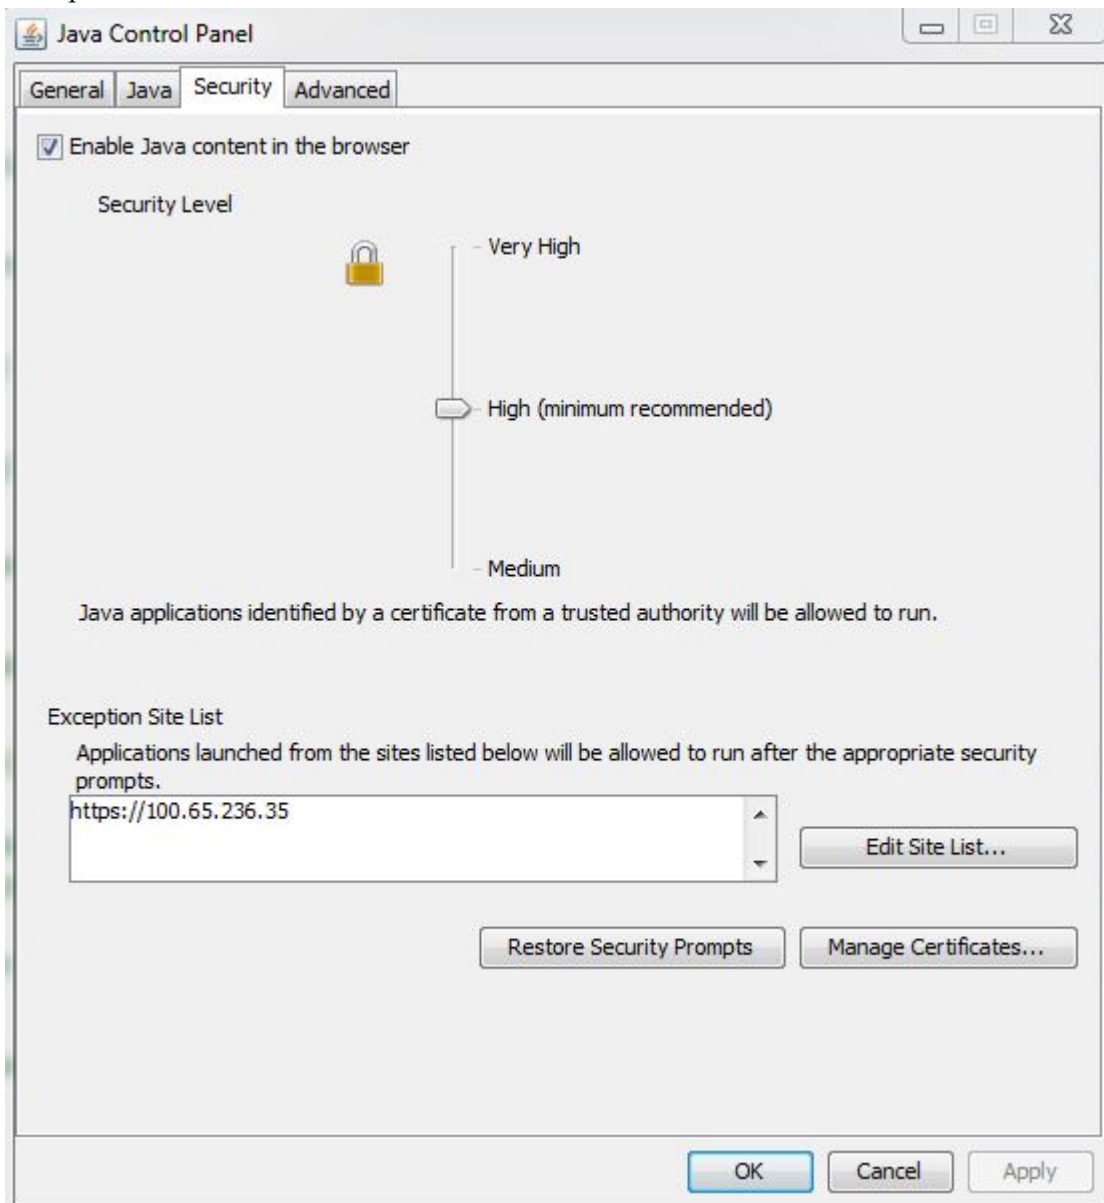 Java Control Panel
General
Java
Security
Advanced
Enable Java content in the browser
Security Level
- Very High
- High (minimum recommended)
- Medium
Java applications identified by a certificate from a trusted authority will be allowed to run.
Exception Site List
Applications launched from the sites listed below will be allowed to run after the appropriate security
prompts.
https://100.65.236.35
Edit Site List...
Restore Security Prompts
Manage Certificates...
OK
Cancel
Apply